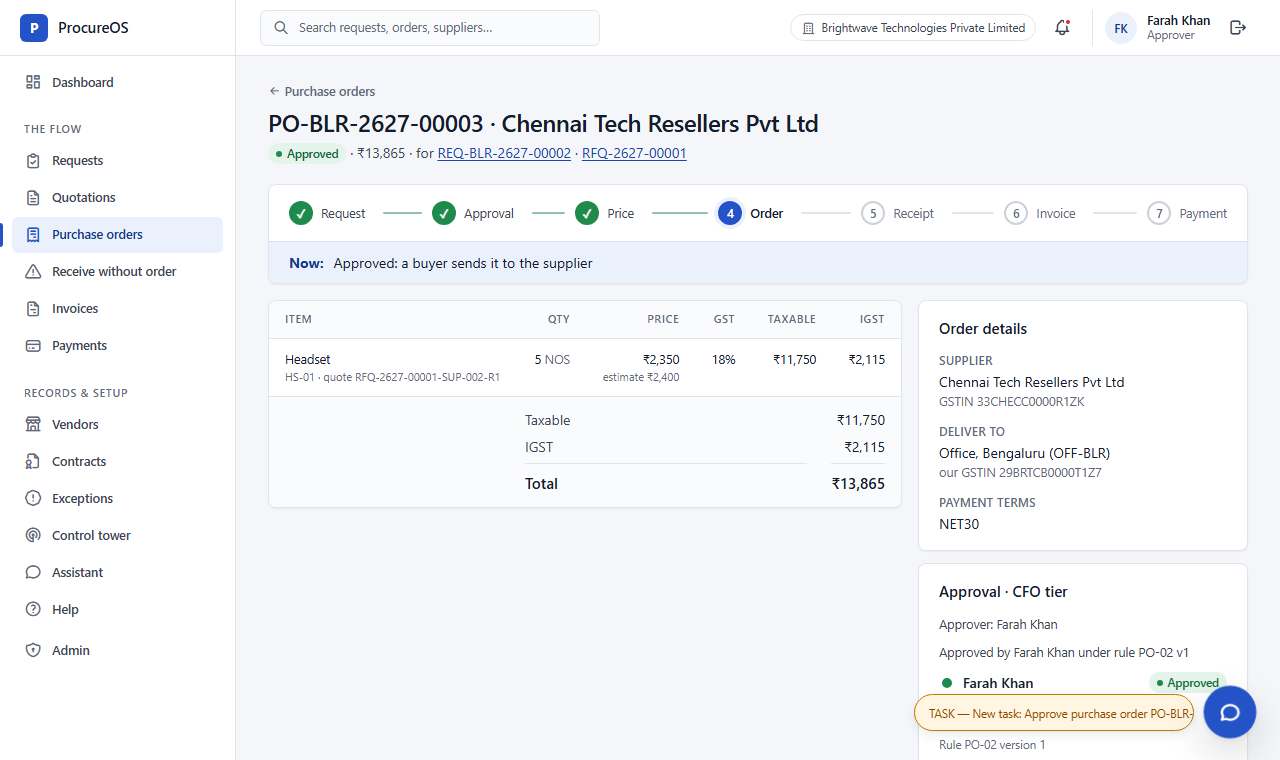 P ProcureOS
Search requests, orders, suppliers...
Brightwave Technologies Private Limited
FK
Farah Khan
Approver
Dashboard
THE FLOW
Requests
Quotations
Purchase orders
Receive without order
Invoices
Payments
RECORDS & SETUP
Vendors
Contracts
Exceptions
Control tower
Assistant
Help
Admin
← Purchase orders
PO-BLR-2627-00003 · Chennai Tech Resellers Pvt Ltd
Approved · ₹13,865 · for REQ-BLR-2627-00002 · RFQ-2627-00001
Request Approval Price 4 Order 5 Receipt 6 Invoice 7 Payment
Now: Approved: a buyer sends it to the supplier
ITEM QTY PRICE GST TAXABLE IGST
Headset 5 NOS ₹2,350 18% ₹11,750 ₹2,115
HS-01 · quote RFQ-2627-00001-SUP-002-R1 estimate ₹2,400
Taxable ₹11,750
IGST ₹2,115
Total ₹13,865
Order details
SUPPLIER
Chennai Tech Resellers Pvt Ltd
GSTIN 33CHECC0000R1ZK
DELIVER TO
Office, Bengaluru (OFF-BLR)
our GSTIN 29BRTCB0000T1Z7
PAYMENT TERMS
NET30
Approval · CFO tier
Approver: Farah Khan
Approved by Farah Khan under rule PO-02 v1
Farah Khan Approved
TASK — New task: Approve purchase order PO-BLR-
Rule PO-02 version 1